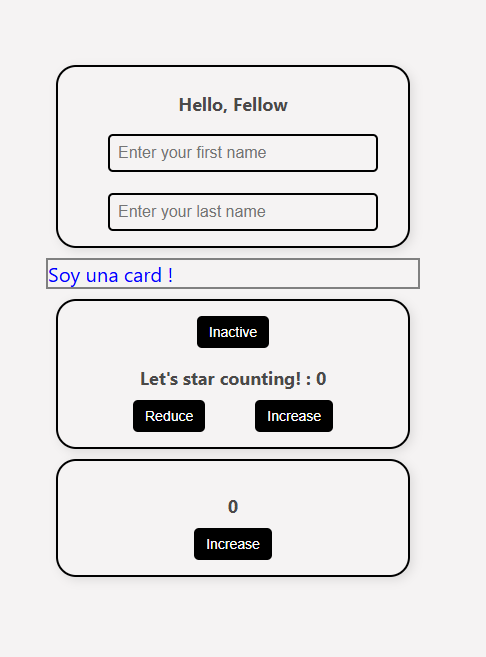 Hello, Fellow
Enter your first name
Enter your last name
Soy una card !
Inactive
Let's star counting! : 0
Reduce Increase
0
Increase